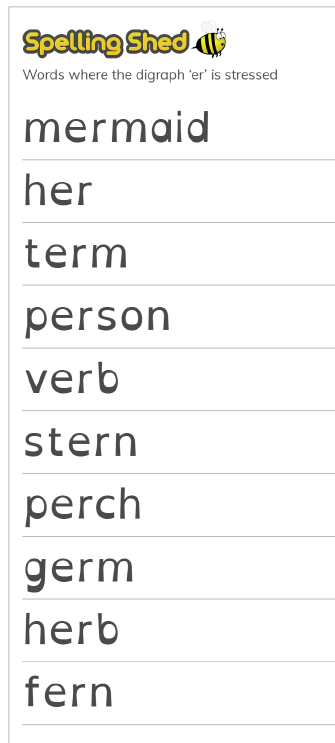 Spelling Shed
Words where the digraph ‘er’ is stressed
mermaid
her
term
person
verb
stern
perch
germ
herb
fern